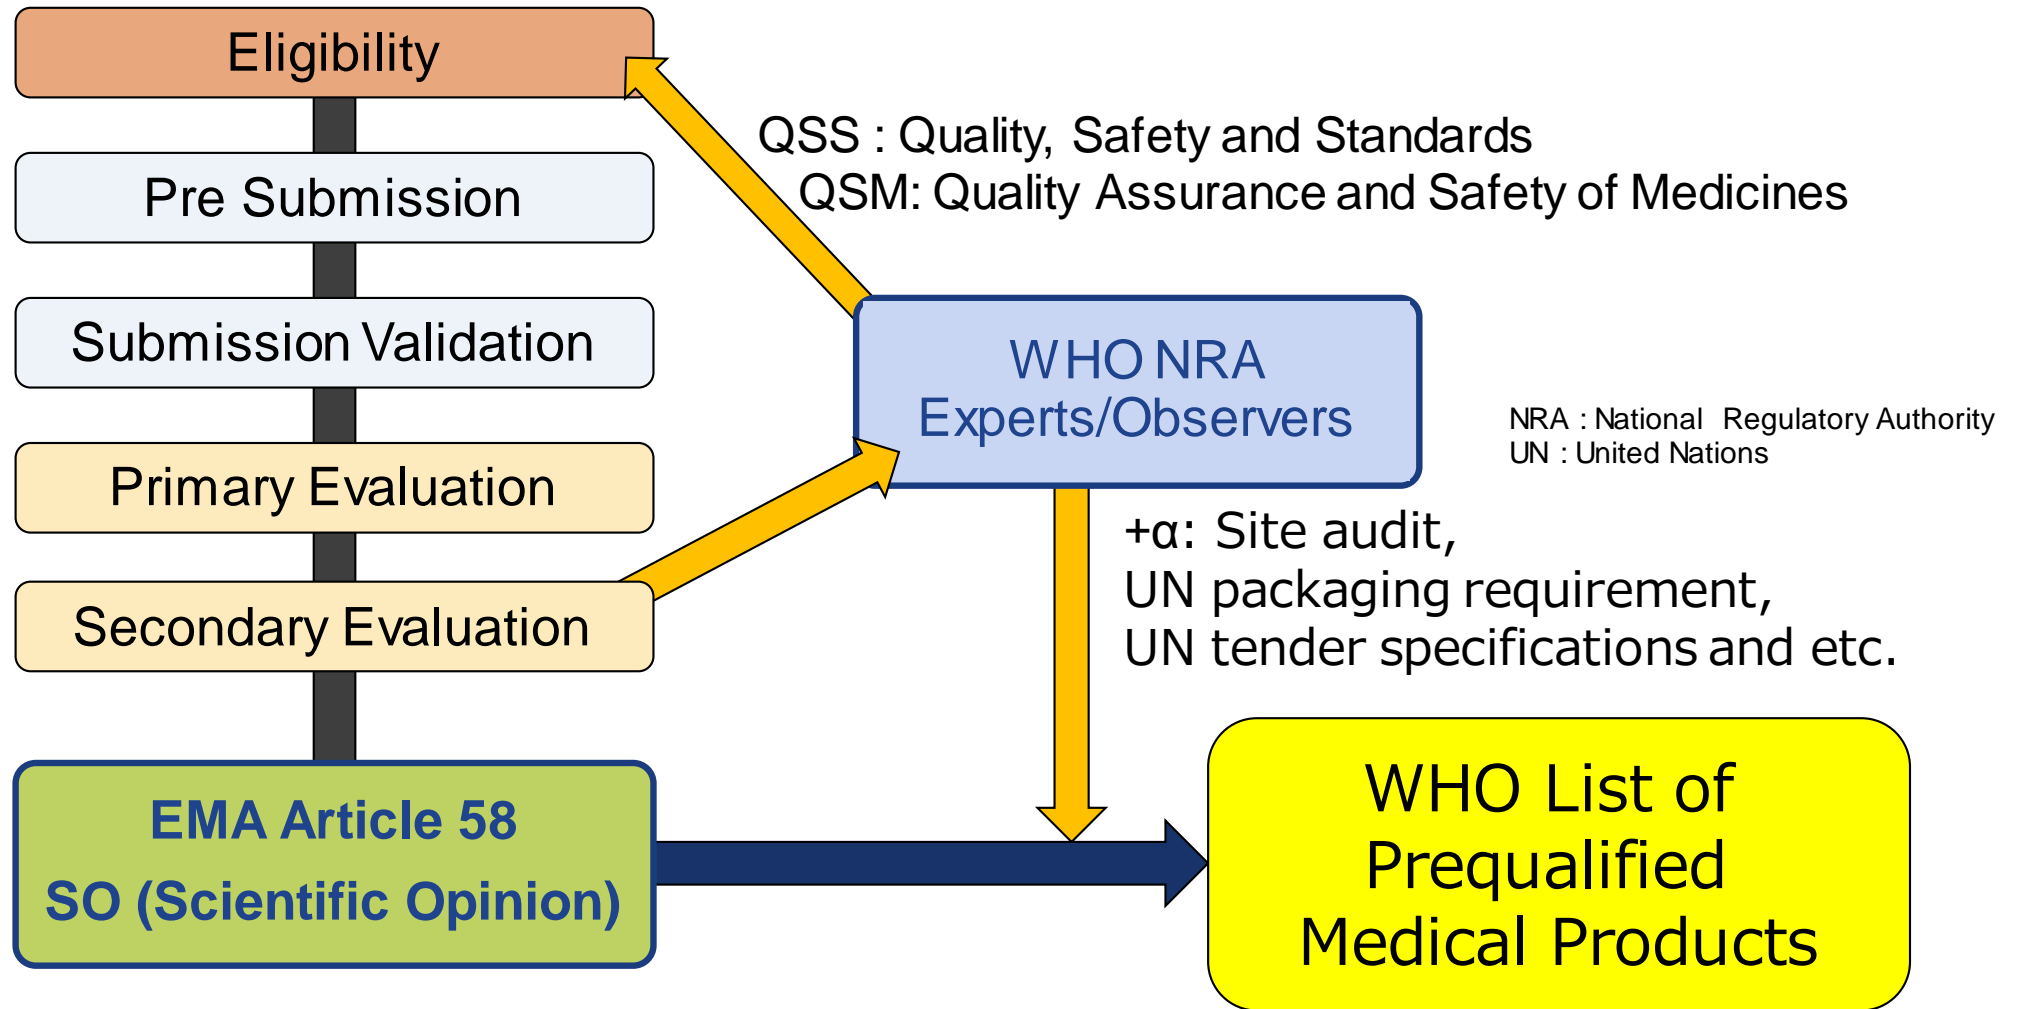 Eligibility
Pre Submission
Submission Validation
Primary Evaluation
Secondary Evaluation
EMA Article 58
SO (Scientific Opinion)
QSS : Quality, Safety and Standards
QSM: Quality Assurance and Safety of Medicines
WHO NRA
Experts/Observers
NRA : National Regulatory Authority
UN : United Nations
+α: Site audit,
UN packaging requirement,
UN tender specifications and etc.
WHO List of
Prequalified
Medical Products